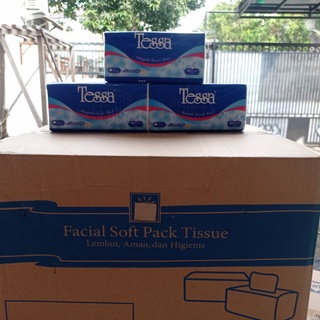 Tessa
Tessa
Tessa
Facial Soft Pack Tissue
Lembut, Aman, dan Higienis